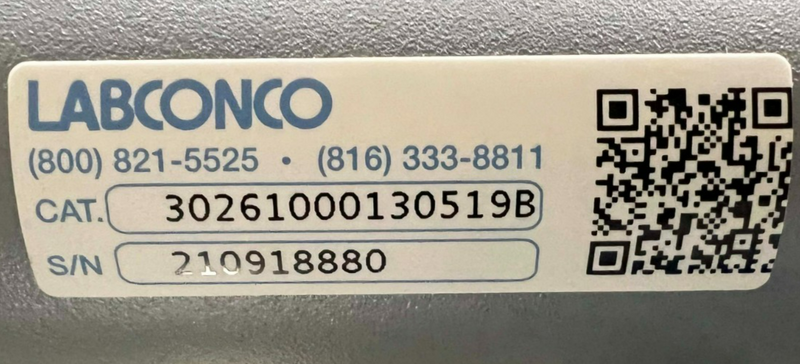 LABCONCO
(800) 821-5525 • (816) 333-8811
CAT. 30261000130519B
S/N 210918880